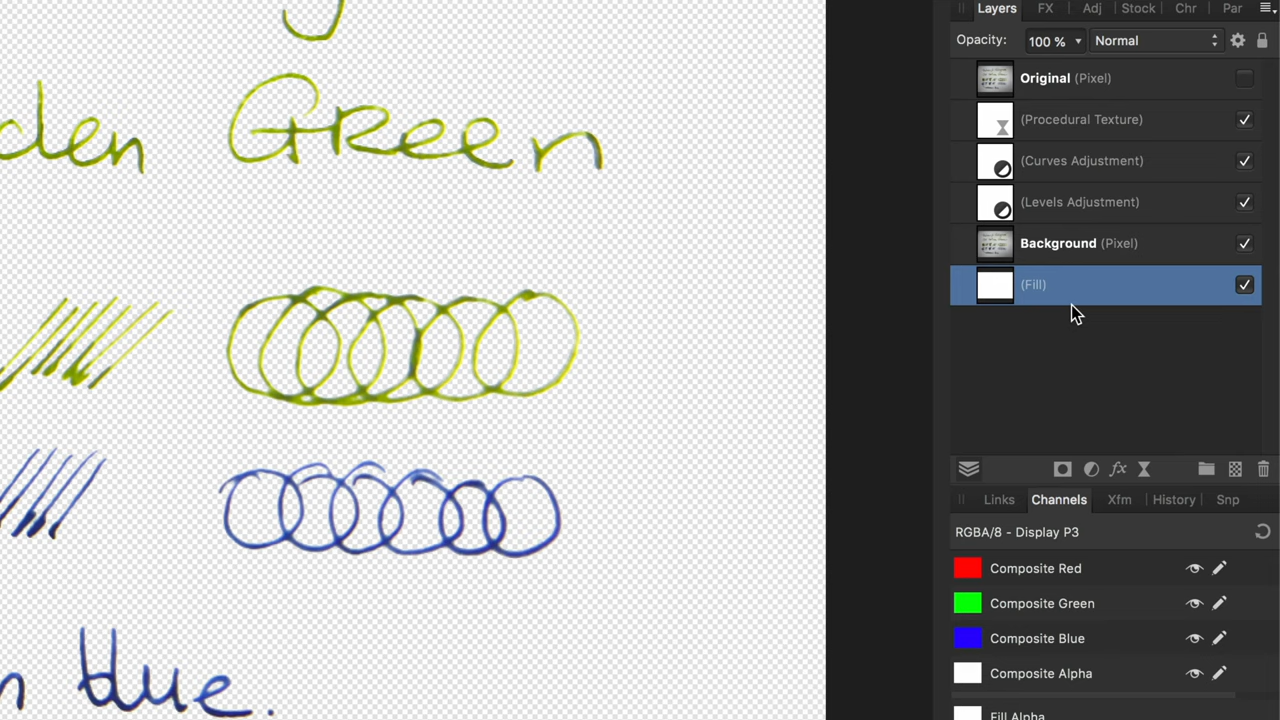 Layers FX Adj Stock Chr Par
Opacity: 100 % Normal
Original (Pixel)
(Procedural Texture)
(Curves Adjustment)
(Levels Adjustment)
Background (Pixel)
(Fill)
den Green
blue.
Links Channels Xfm History Snp
RGBA/8 - Display P3
Composite Red
Composite Green
Composite Blue
Composite Alpha
Fill Alpha